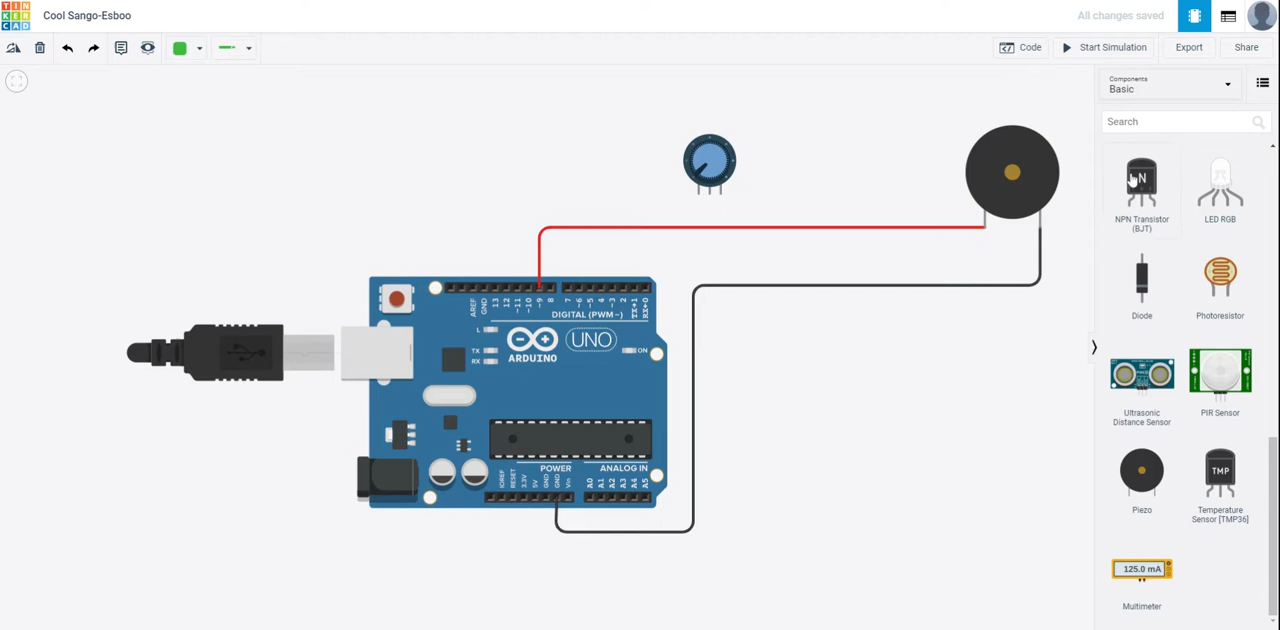 TIN
KER
CAD
Cool Sango-Esboo
All changes saved
Code
Start Simulation
Export
Share
Components
Basic
Search
N
NPN Transistor
(BJT)
LED RGB
Diode
Photoresistor
Ultrasonic
Distance Sensor
PIR Sensor
Piezo
TMP
Temperature
Sensor [TMP36]
125.0 mA
Multimeter
AREF
GND
13
12
~11
~10
~9
8
7
~6
~5
4
~3
2
TX→1
RX←0
DIGITAL (PWM~)
L
TX
RX
ARDUINO
UNO
ON
POWER
ANALOG IN
IOREF
RESET
3.3V
5V
GND
GND
Vin
A0
A1
A2
A3
A4
A5